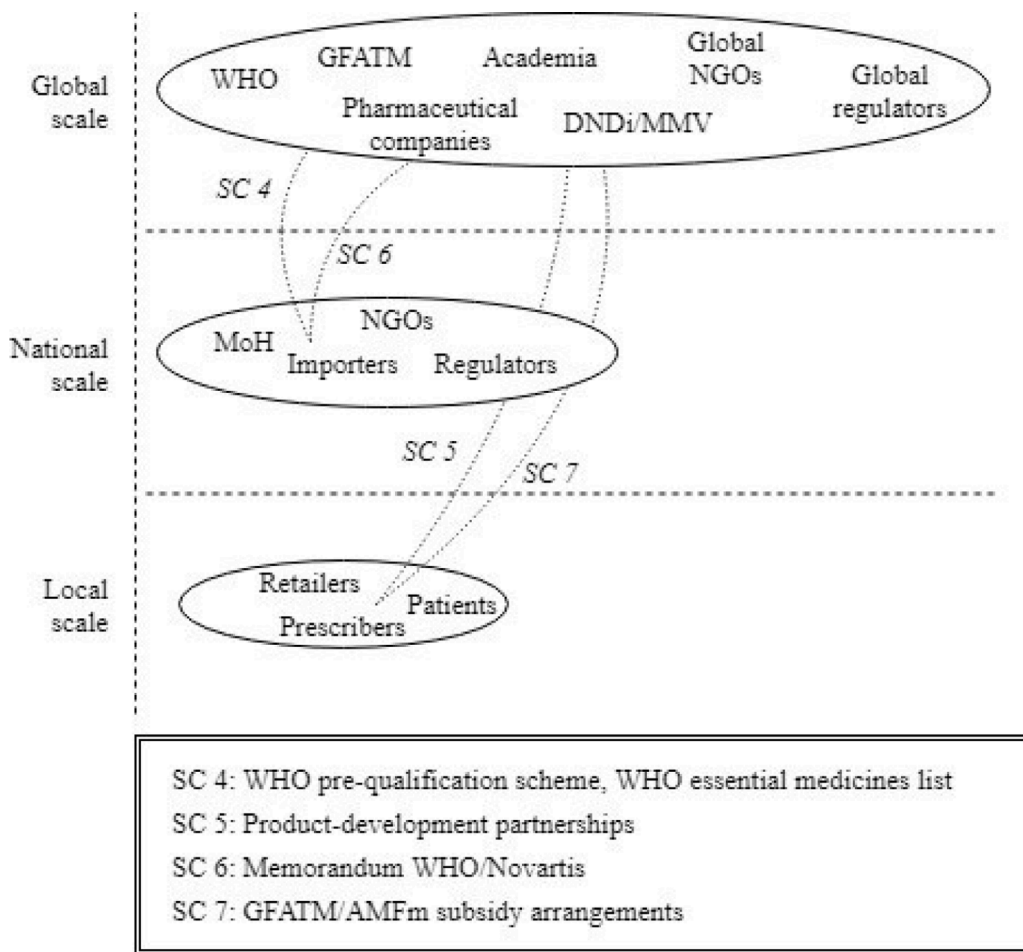 Global
scale
WHO
GFATM
Academia
Global
NGOs
Global
regulators
Pharmaceutical
companies
DNDi/MMV
SC 4
SC 6
National
scale
MoH
NGOs
Importers
Regulators
SC 5
SC 7
Local
scale
Retailers
Patients
Prescribers
SC 4: WHO pre-qualification scheme, WHO essential medicines list
SC 5: Product-development partnerships
SC 6: Memorandum WHO/Novartis
SC 7: GFATM/AMFm subsidy arrangements